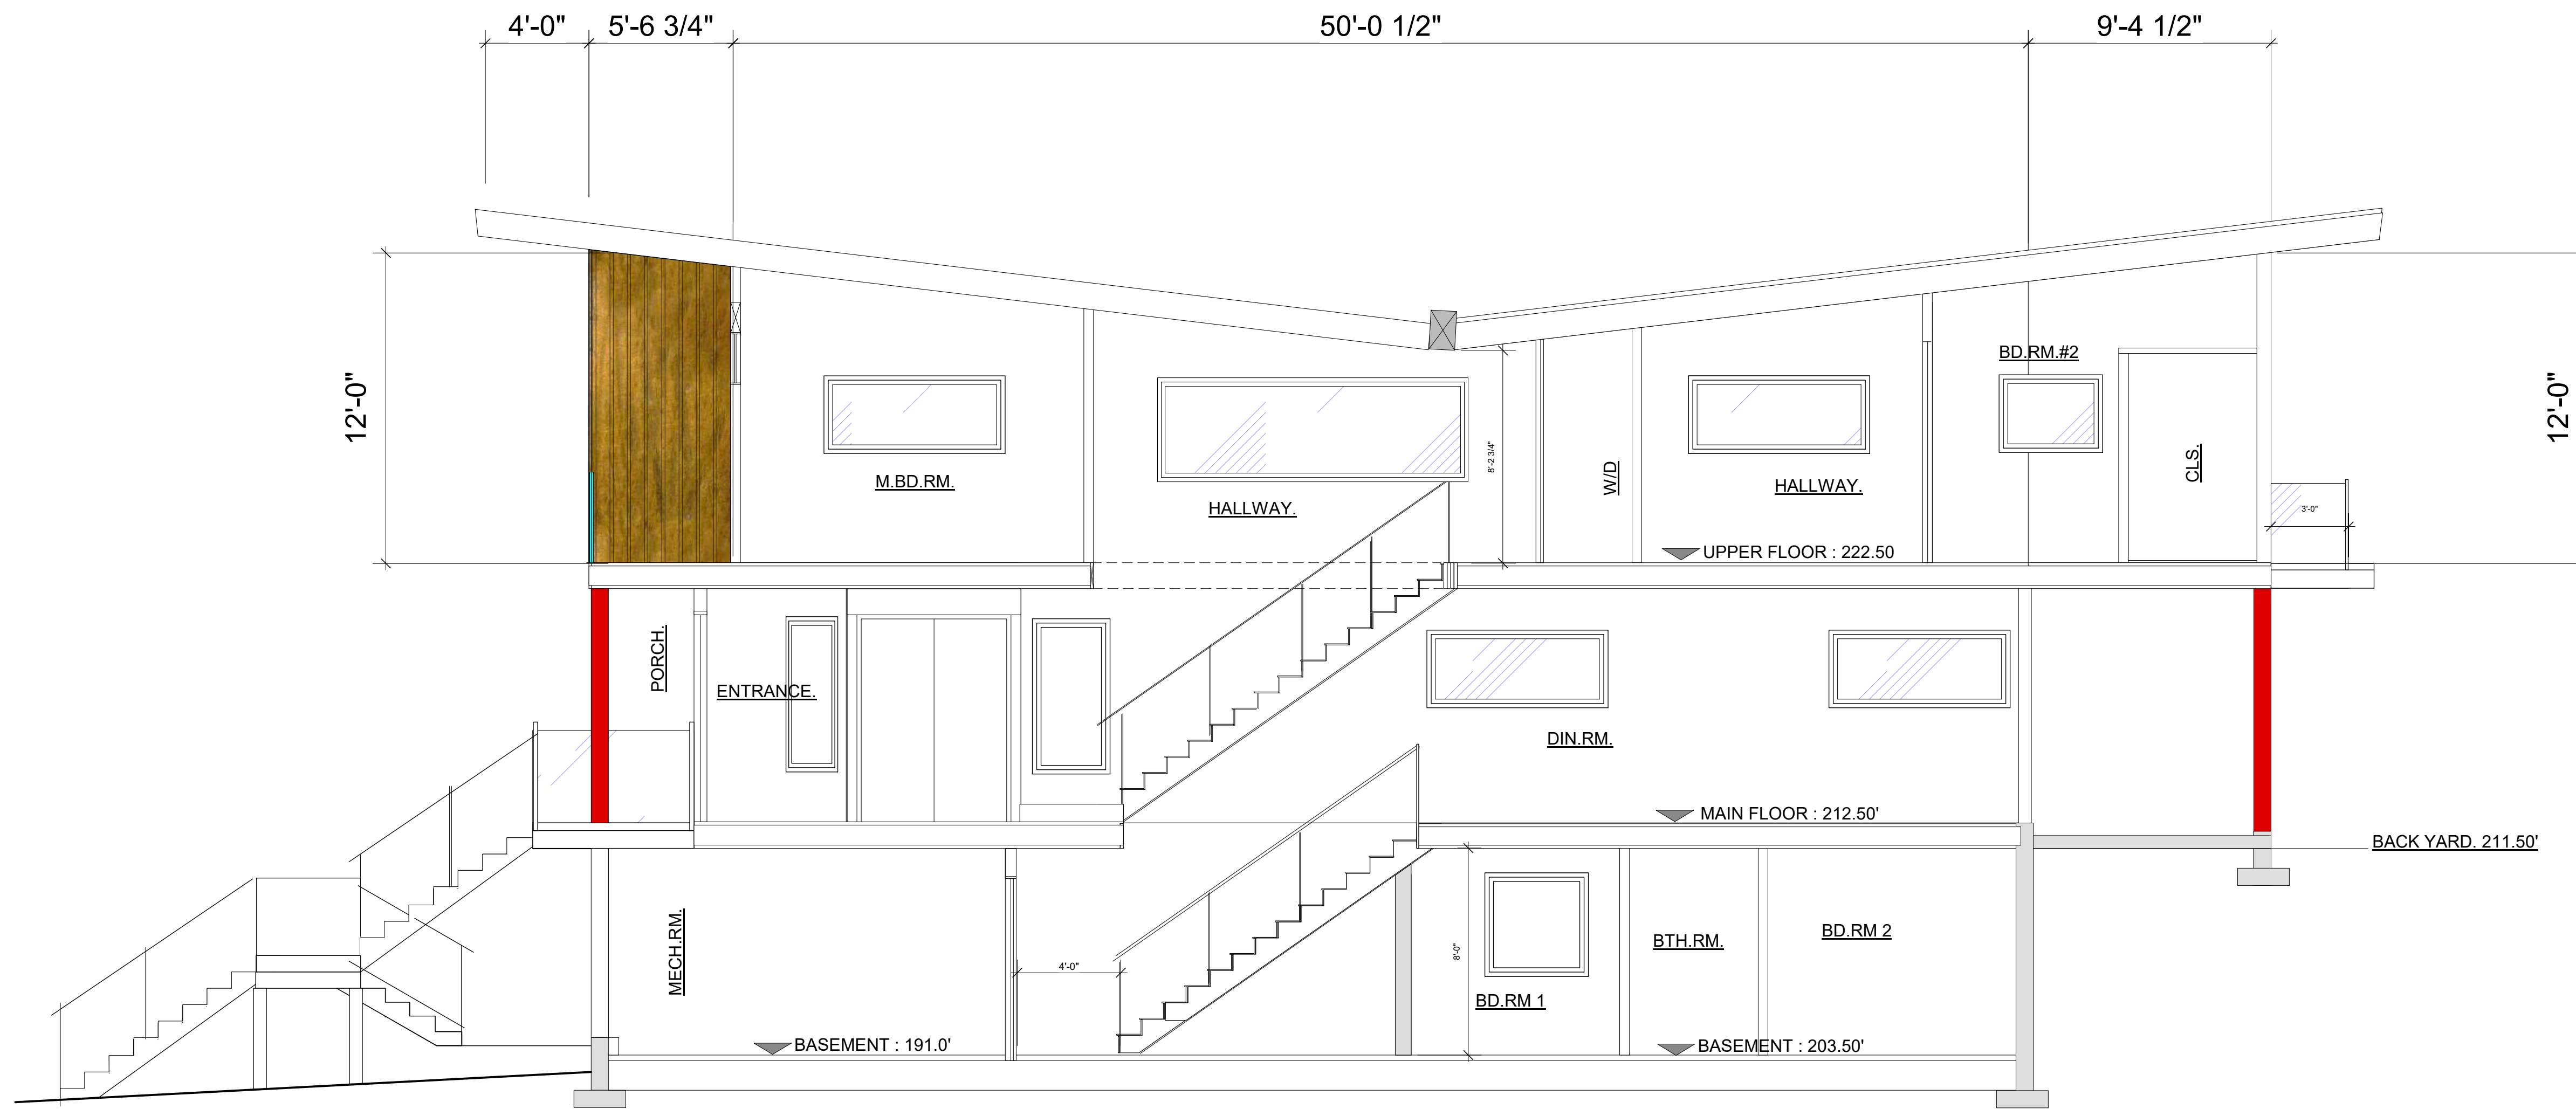 4'-0"
5'-6 3/4"
50'-0 1/2"
9'-4 1/2"
12'-0"
12'-0"
BD.RM.#2
M.BD.RM.
HALLWAY.
8'-2 3/4"
W/D
HALLWAY.
CLS.
3'-0"
UPPER FLOOR : 222.50
PORCH.
ENTRANCE.
DIN.RM.
MAIN FLOOR : 212.50'
BACK YARD. 211.50'
MECH.RM.
4'-0"
8'-0"
BD.RM 1
BTH.RM.
BD.RM 2
BASEMENT : 191.0'
BASEMENT : 203.50'